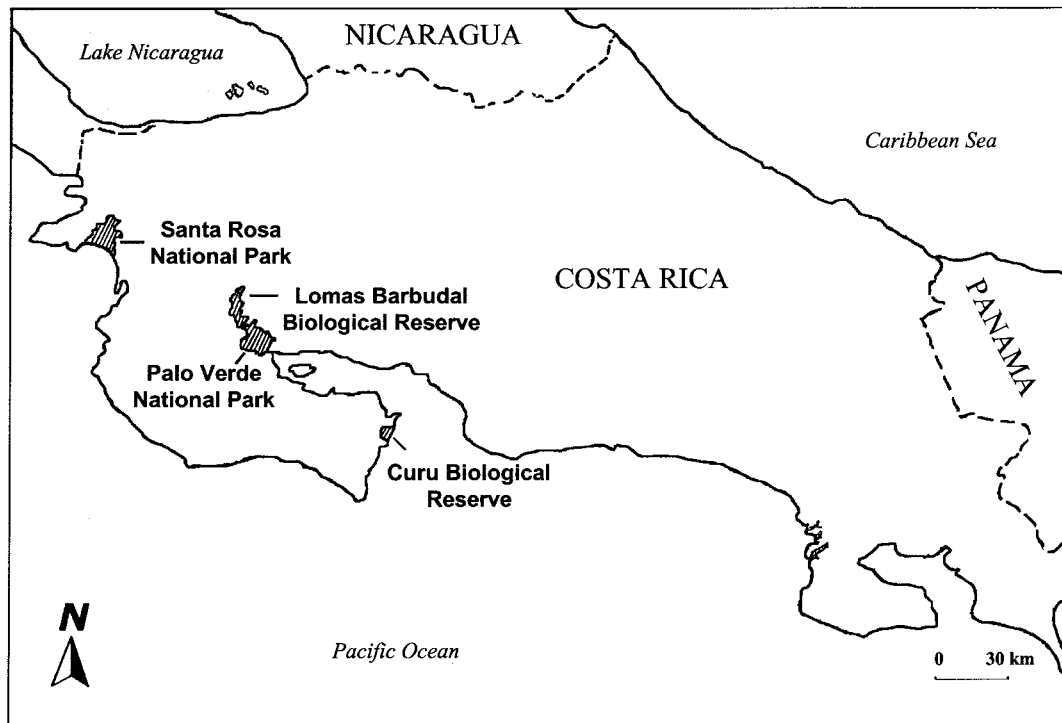 NICARAGUA
Lake Nicaragua
Caribbean Sea
Santa Rosa
National Park
COSTA RICA
Lomas Barbudal
Biological Reserve
PANAMA
Palo Verde
National Park
Curu Biological
Reserve
N
Pacific Ocean
0 30 km